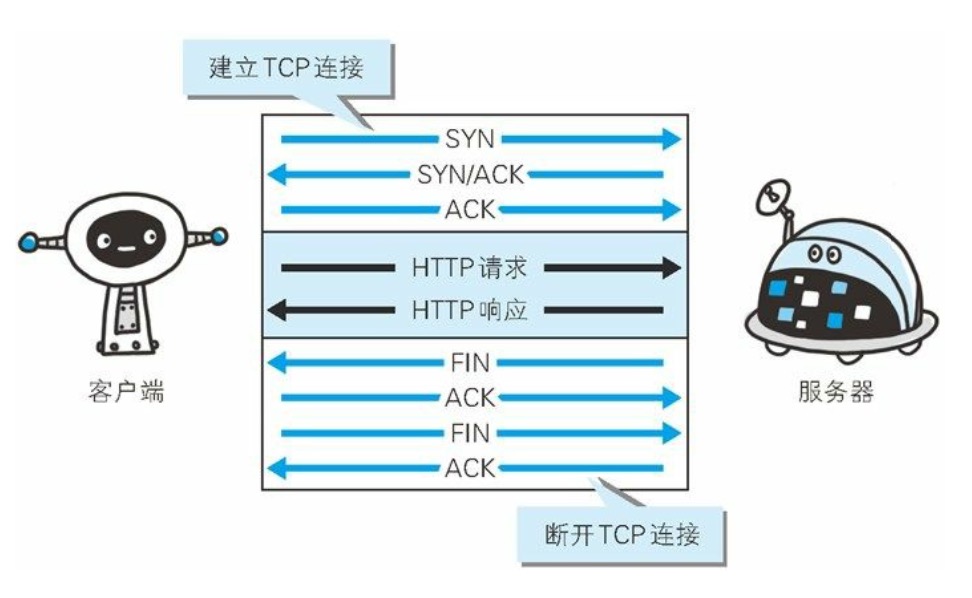 建立TCP连接
SYN
SYN/ACK
ACK
HTTP请求
HTTP响应
FIN
ACK
FIN
ACK
客户端
服务器
断开TCP连接